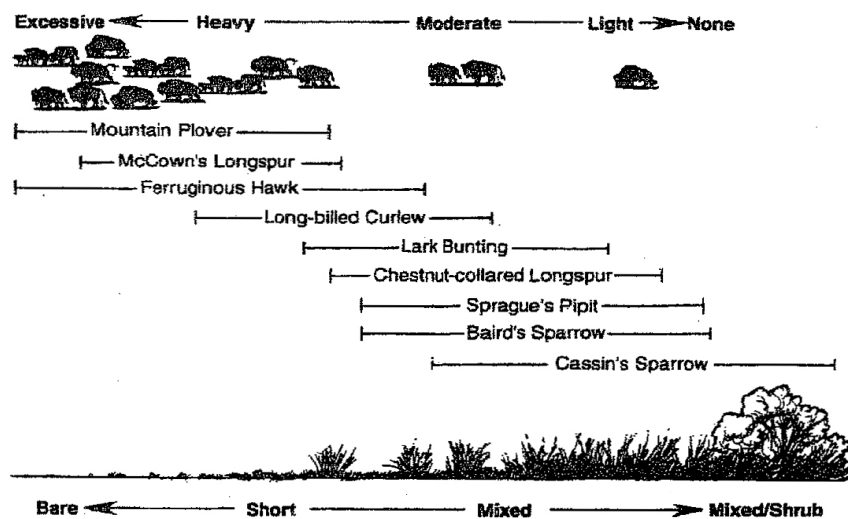 Excessive Heavy Moderate Light None
Mountain Plover
McCown's Longspur
Ferruginous Hawk
Long-billed Curlew
Lark Bunting
Chestnut-collared Longspur
Sprague's Pipit
Baird's Sparrow
Cassin's Sparrow
Bare Short Mixed Mixed/Shrub